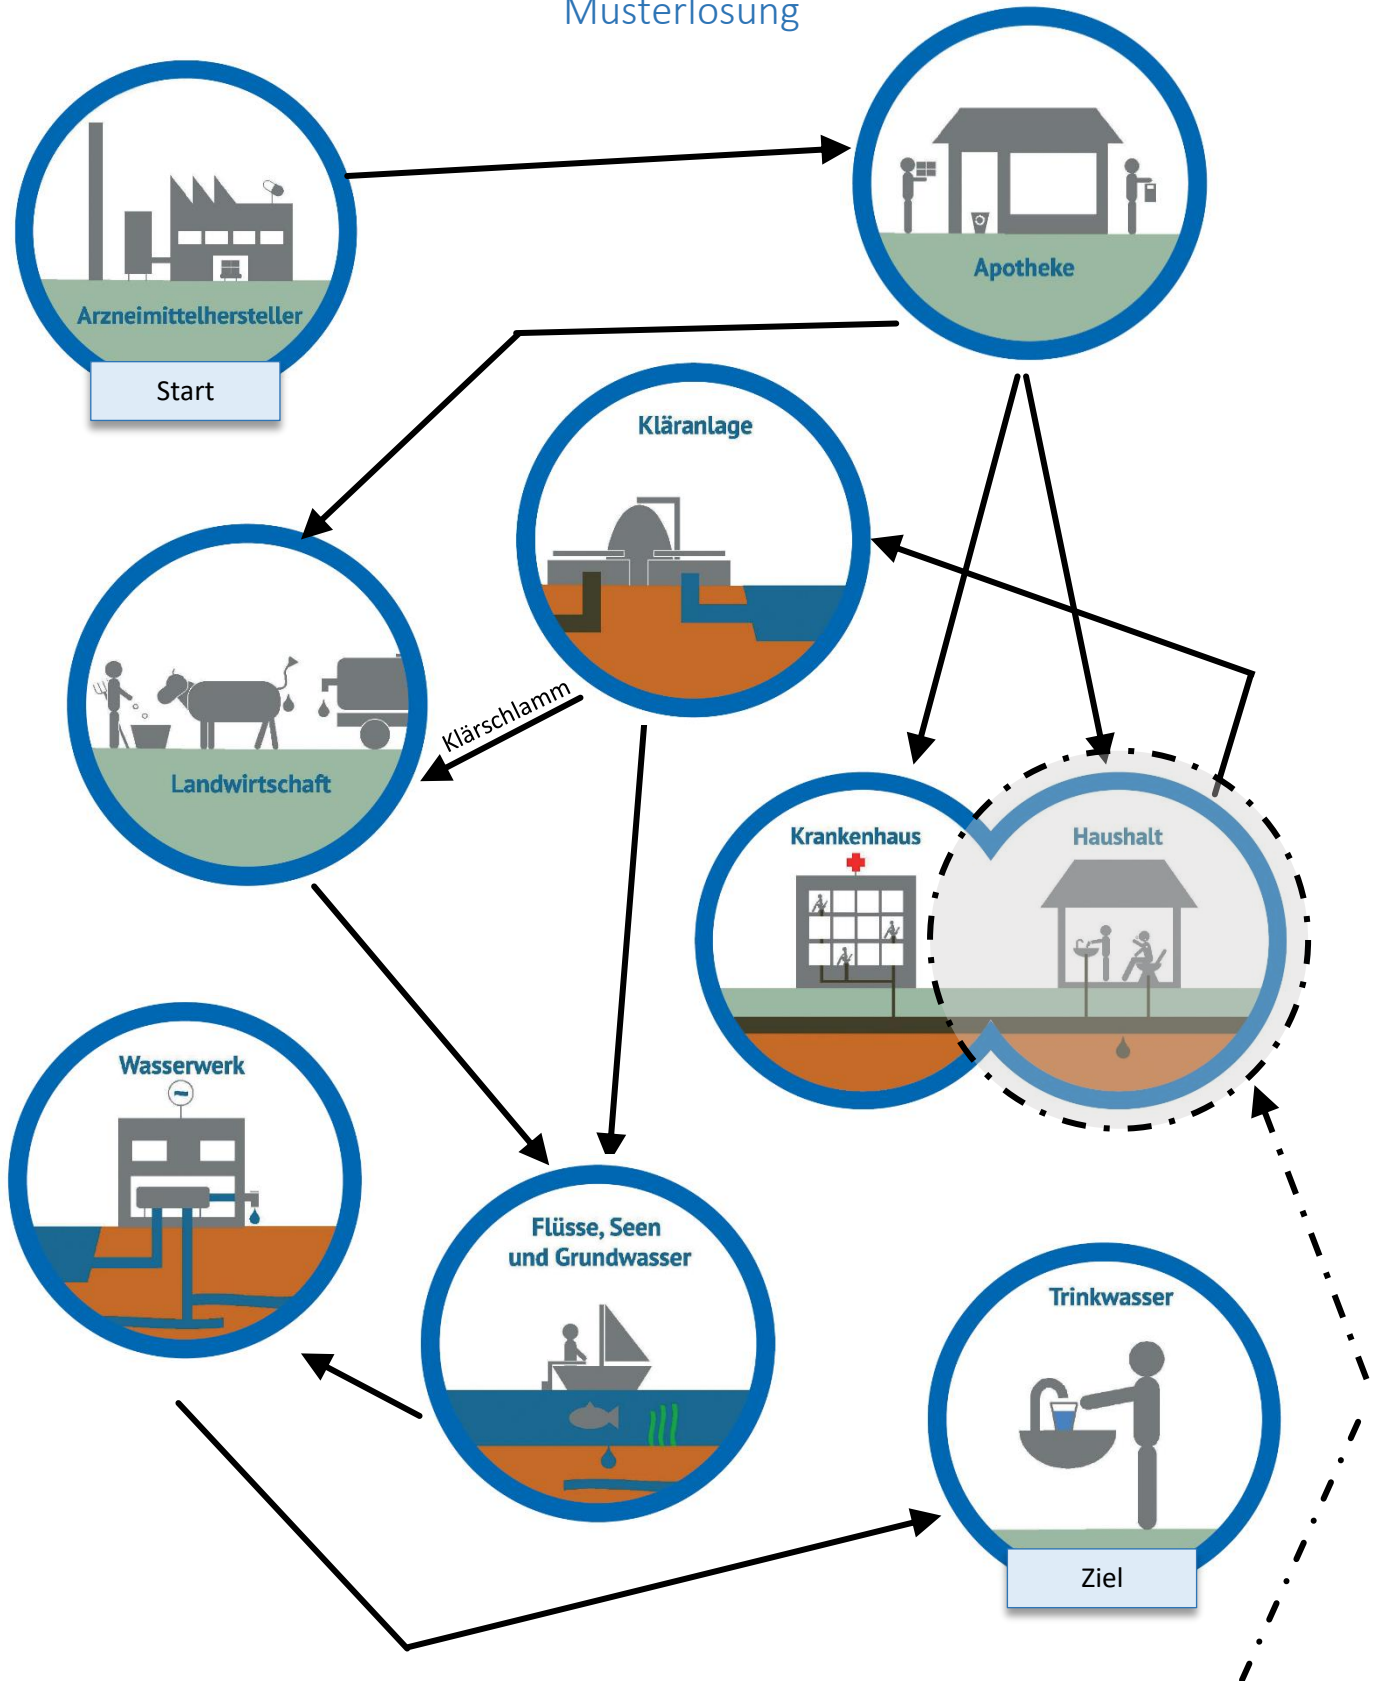 Musterlösung
Arzneimittelhersteller
Start
Apotheke
Kläranlage
Klärschlamm
Landwirtschaft
Krankenhaus
Haushalt
Wasserwerk
Flüsse, Seen
und Grundwasser
Trinkwasser
Ziel